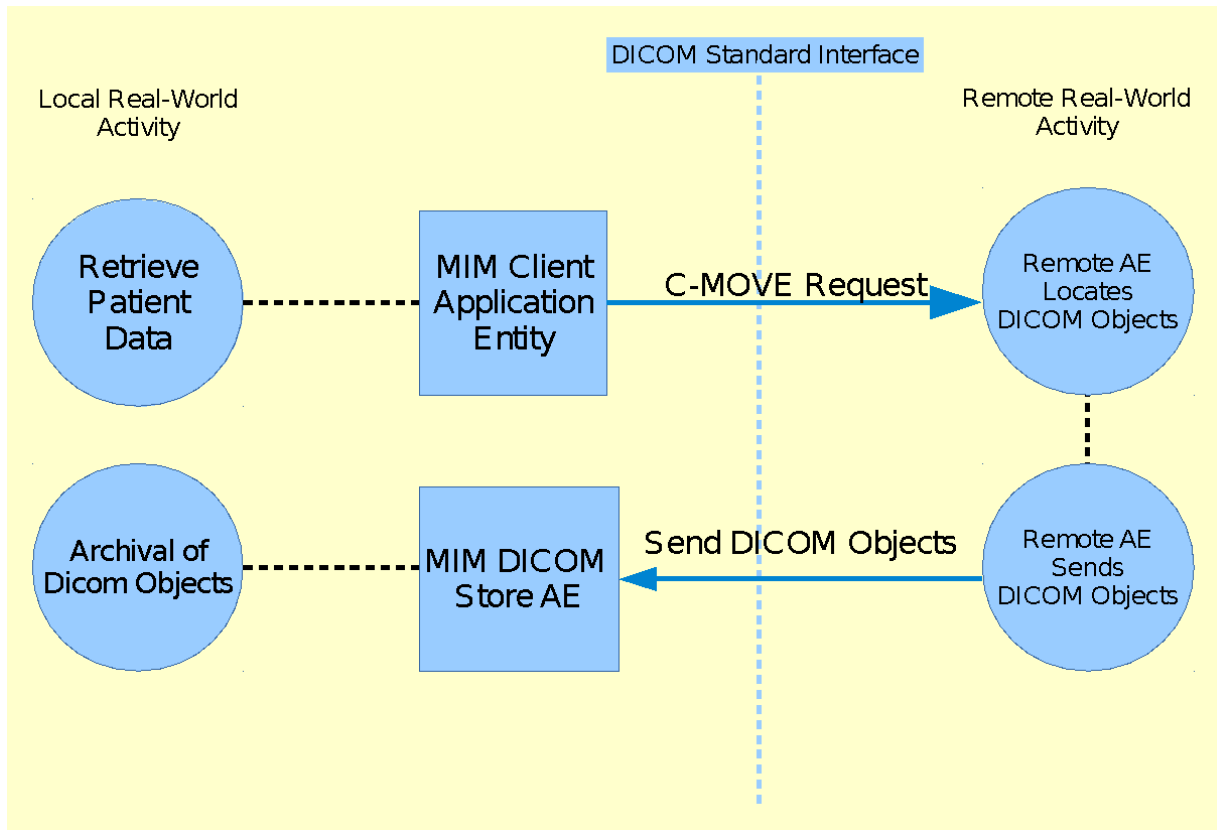 DICOM Standard Interface
Local Real-World
Activity
Remote Real-World
Activity
Retrieve
Patient
Data
MIM Client
Application
Entity
C-MOVE Request
Remote AE
Locates
DICOM Objects
Archival of
Dicom Objects
MIM DICOM
Store AE
Send DICOM Objects
Remote AE
Sends
DICOM Objects